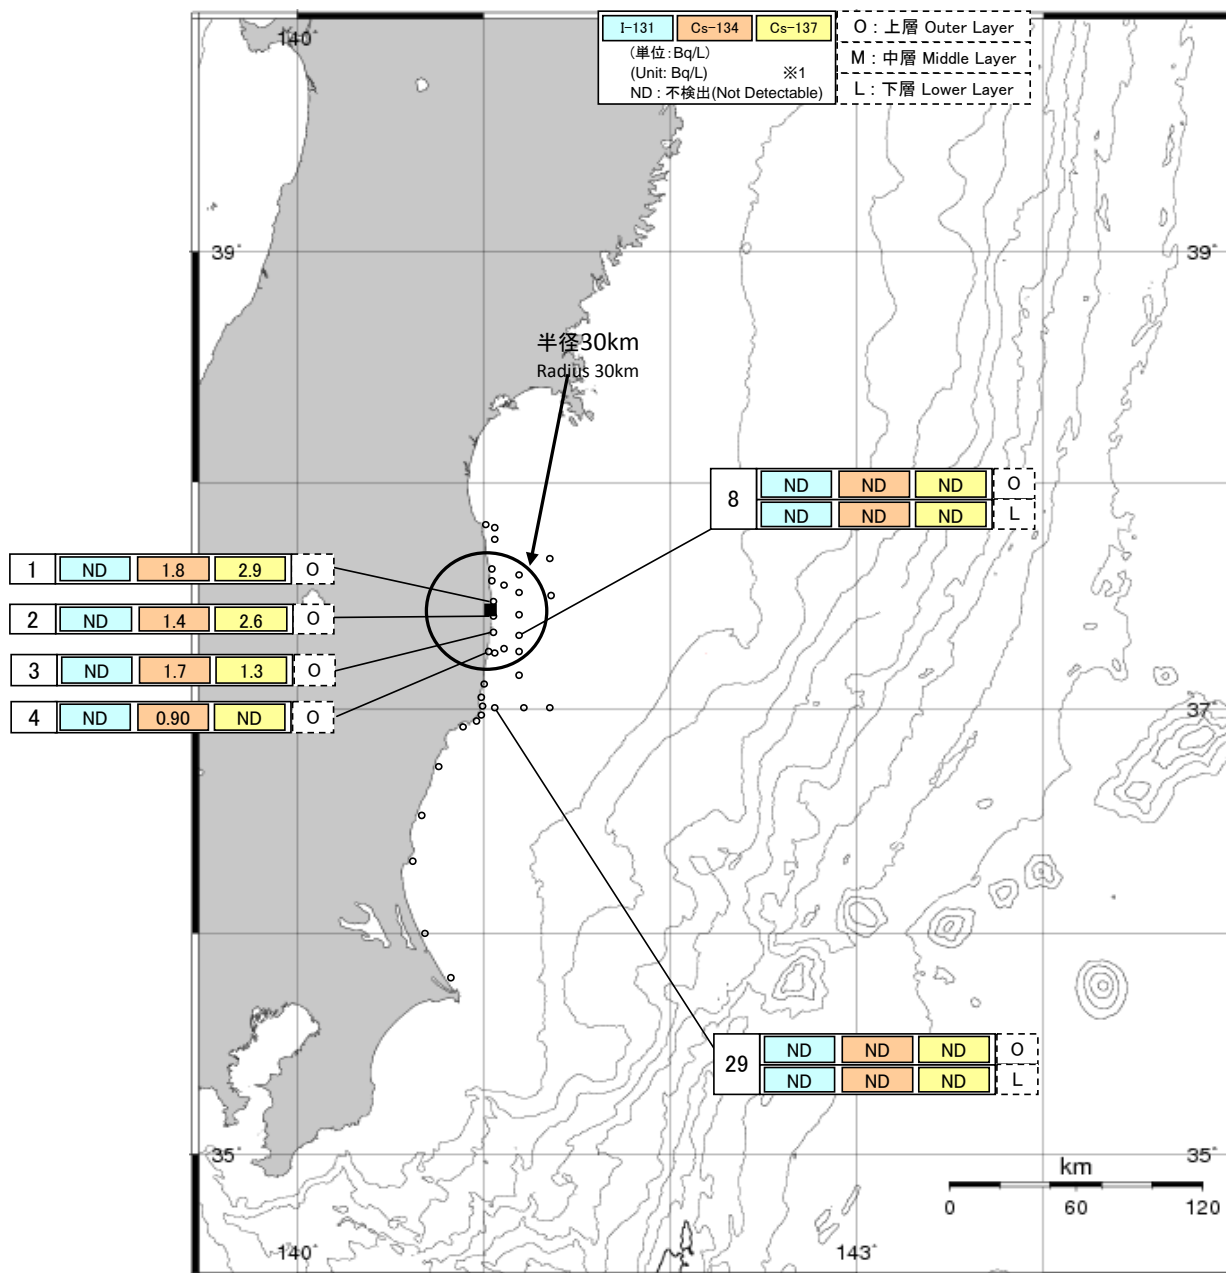 140°
I-131 Cs-134 Cs-137
(単位:Bq/L)
(Unit: Bq/L) ※1
ND : 不検出(Not Detectable)
O : 上層 Outer Layer
M : 中層 Middle Layer
L : 下層 Lower Layer
39° 39°
半径30km
Radius 30km
8 ND ND ND O
ND ND ND L
1 ND 1.8 2.9 O
2 ND 1.4 2.6 O
3 ND 1.7 1.3 O
4 ND 0.90 ND O
37°
29 ND ND ND O
ND ND ND L
35° 35°
km
0 60 120
140° 143°